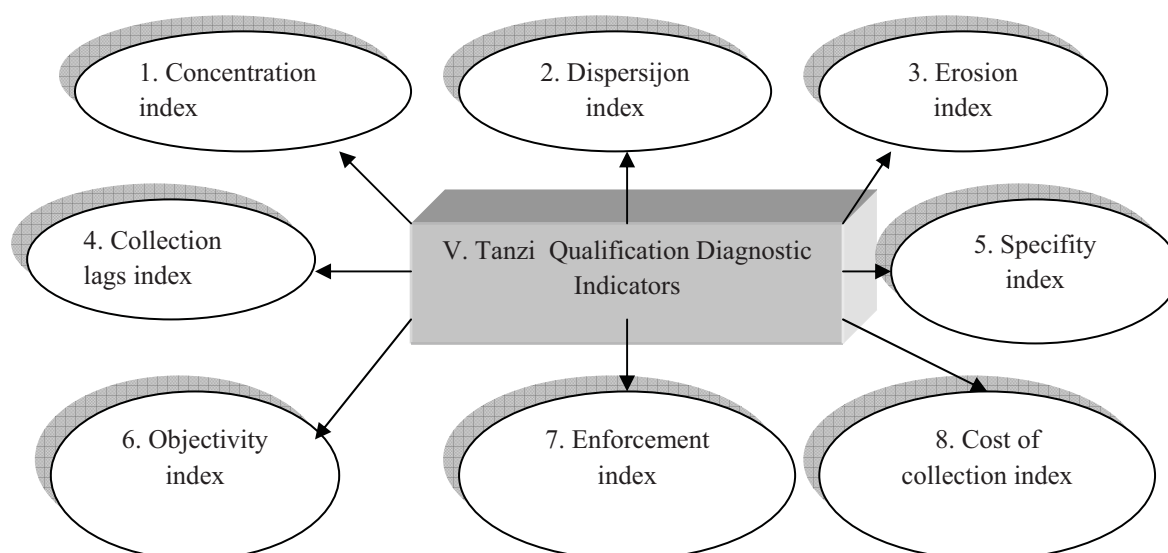 1. Concentration
index
2. Dispersijon
index
3. Erosion
index
4. Collection
lags index
V. Tanzi Qualification Diagnostic
Indicators
5. Specifity
index
6. Objectivity
index
7. Enforcement
index
8. Cost of
collection index